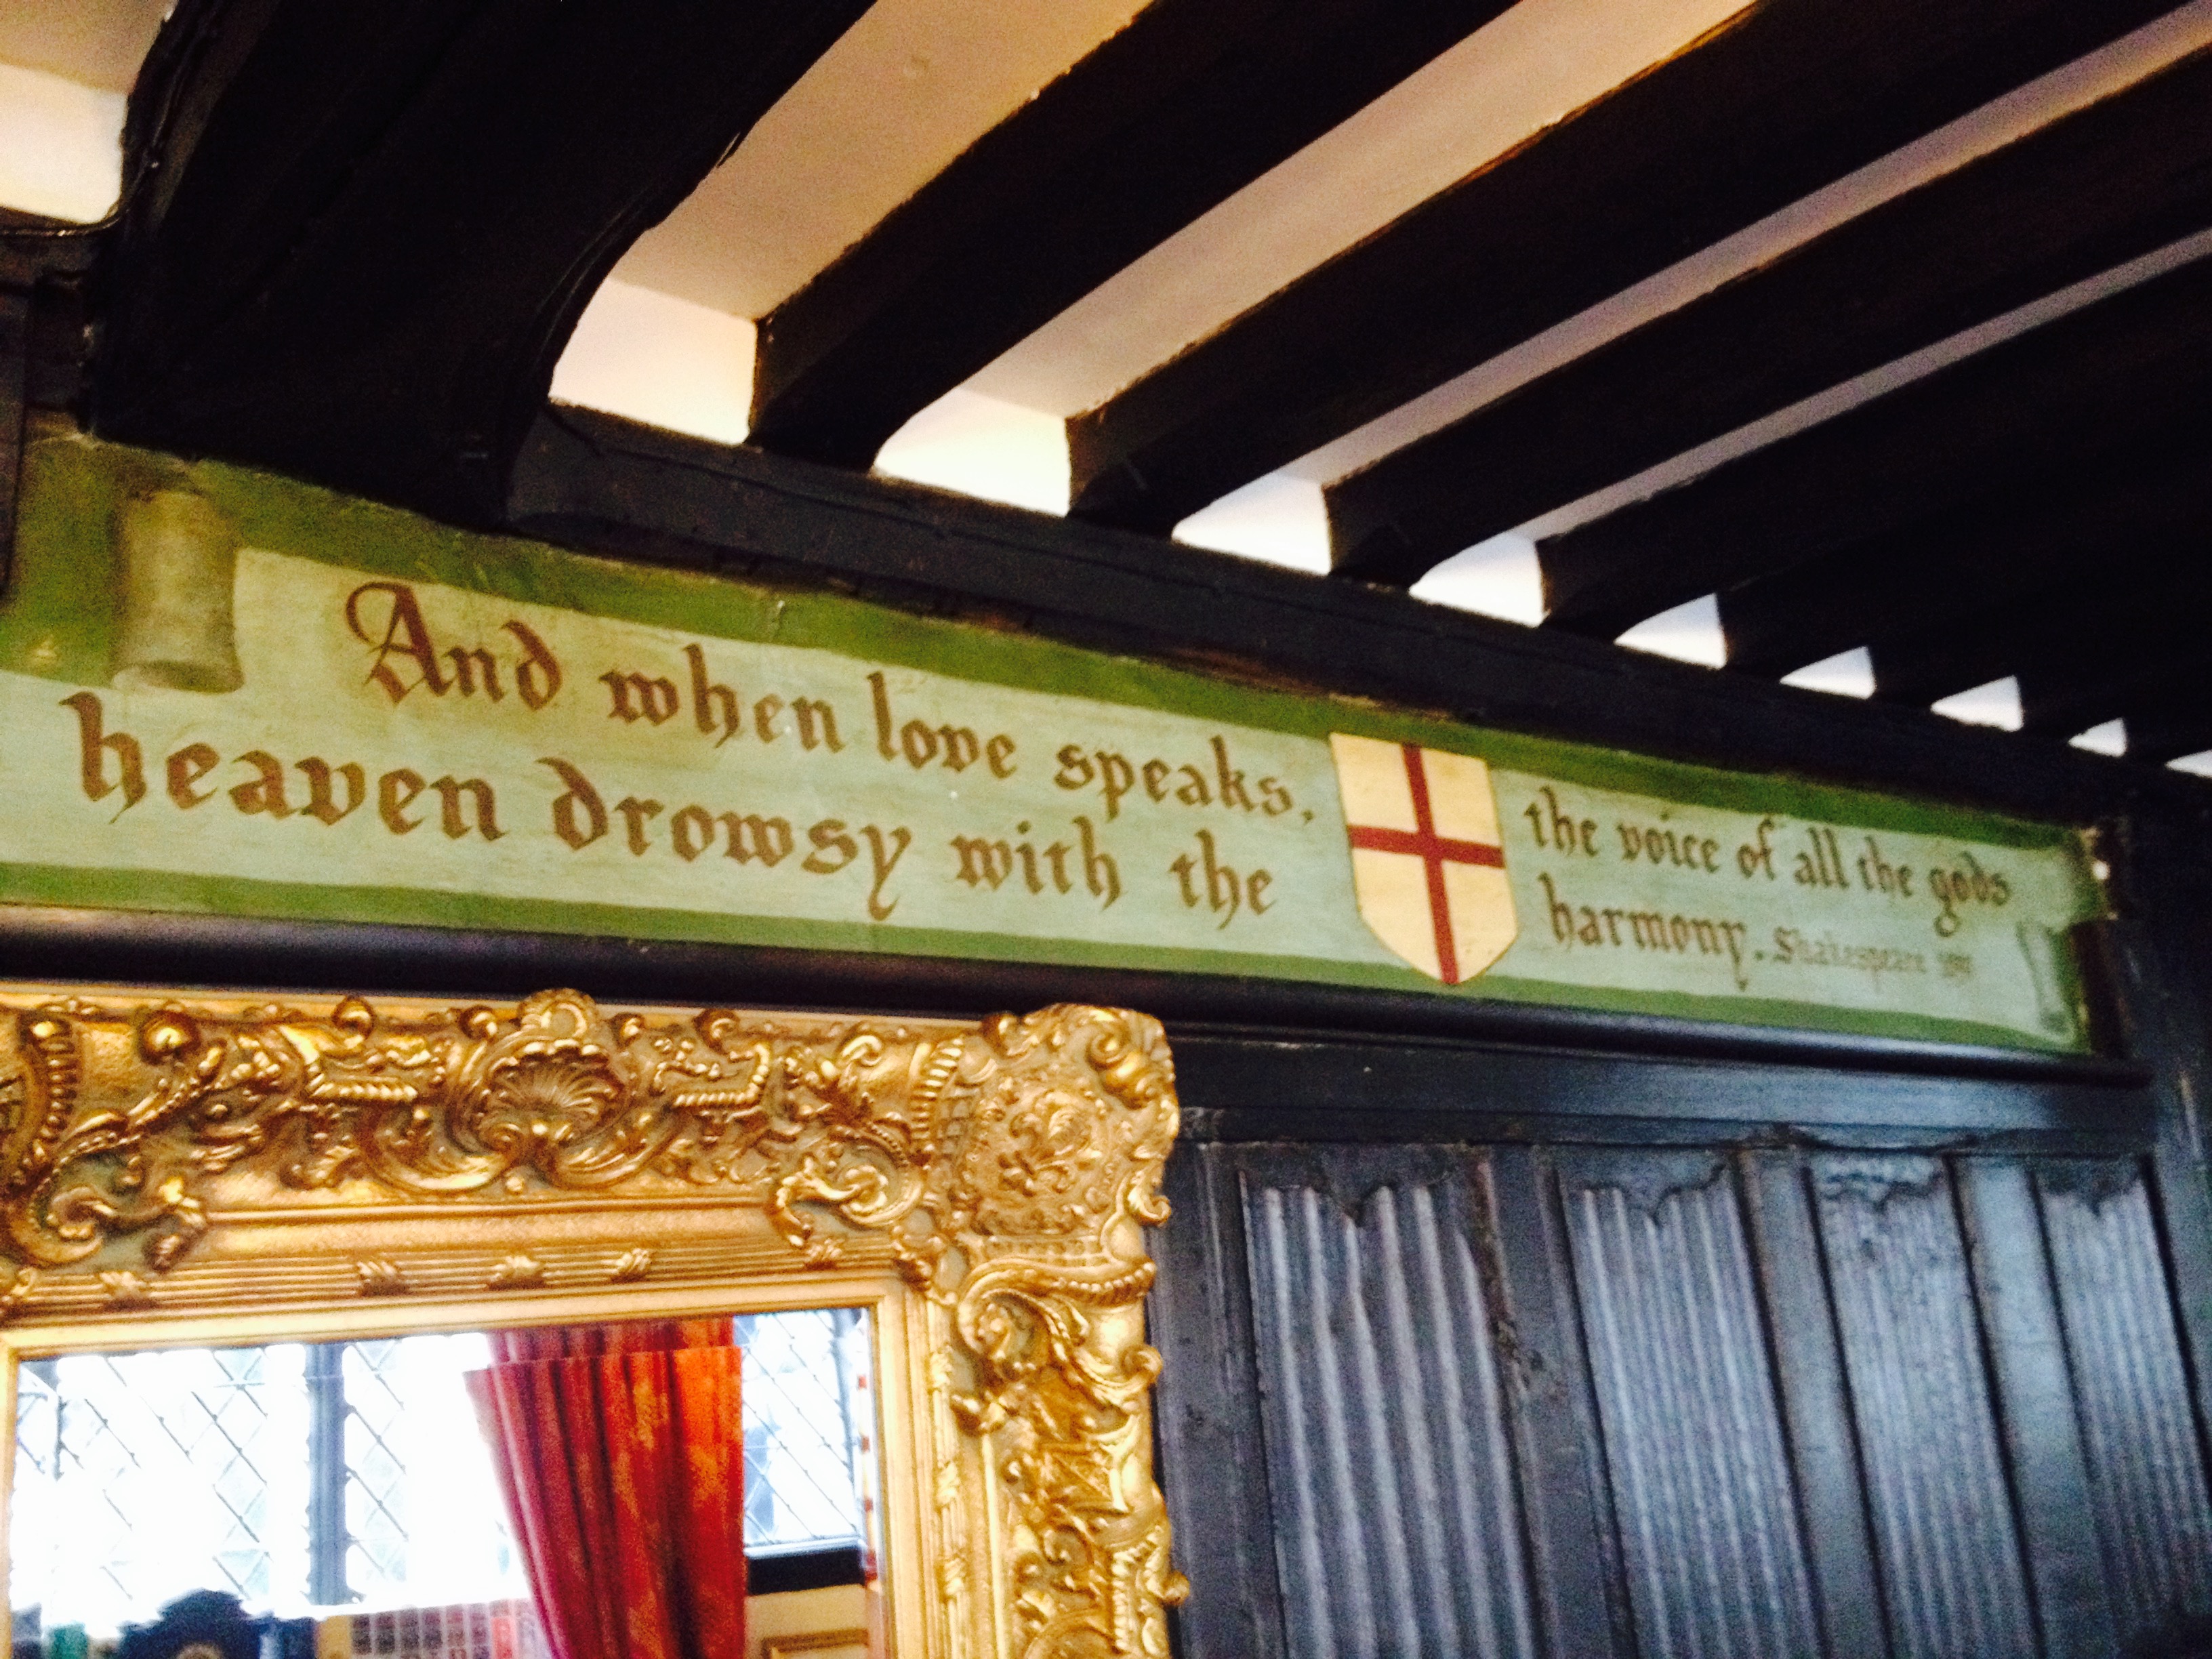 And when love speaks, the voice of all the gods
heaven drowsy with the harmony. Shakespeare